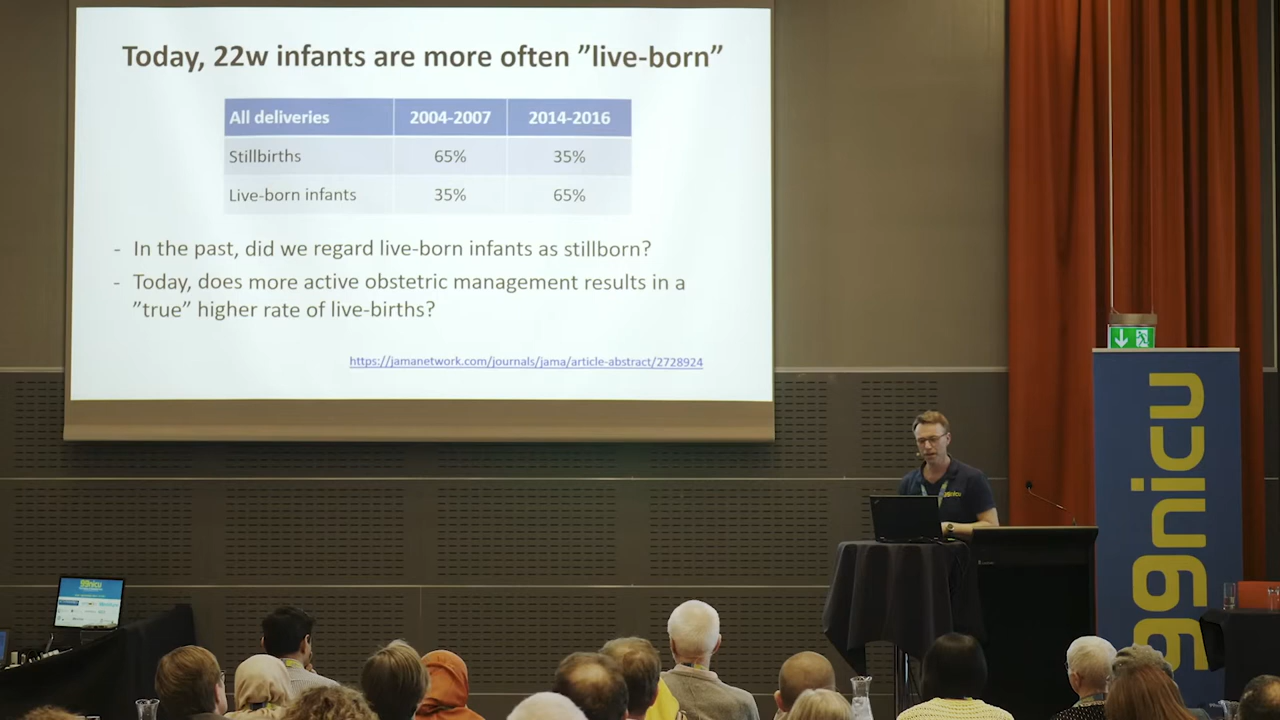 Today, 22w infants are more often ”live-born”
All deliveries 2004-2007 2014-2016
Stillbirths 65% 35%
Live-born infants 35% 65%
- In the past, did we regard live-born infants as stillborn?
- Today, does more active obstetric management results in a
”true” higher rate of live-births?
https://jamanetwork.com/journals/jama/article-abstract/2728924
99nicu
99nicu